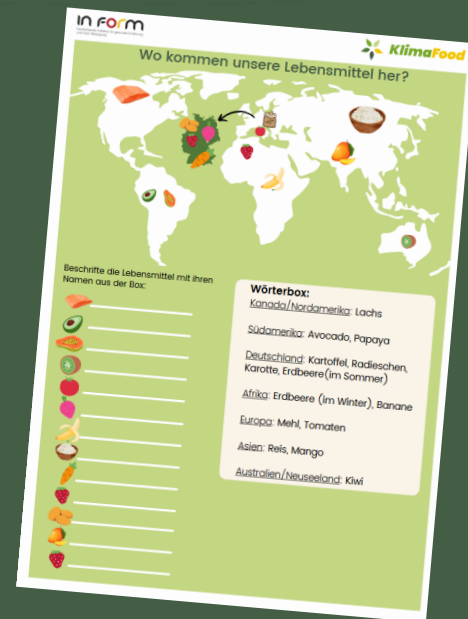 IN FORM
KlimaFood
Wo kommen unsere Lebensmittel her?
Beschrifte die Lebensmittel mit ihren
Namen aus der Box:
Wörterbox:
Kanada/Nordamerika: Lachs
Südamerika: Avocado, Papaya
Deutschland: Kartoffel, Radieschen,
Karotte, Erdbeere(im Sommer)
Afrika: Erdbeere (im Winter), Banane
Europa: Mehl, Tomaten
Asien: Reis, Mango
Australien/Neuseeland: Kiwi